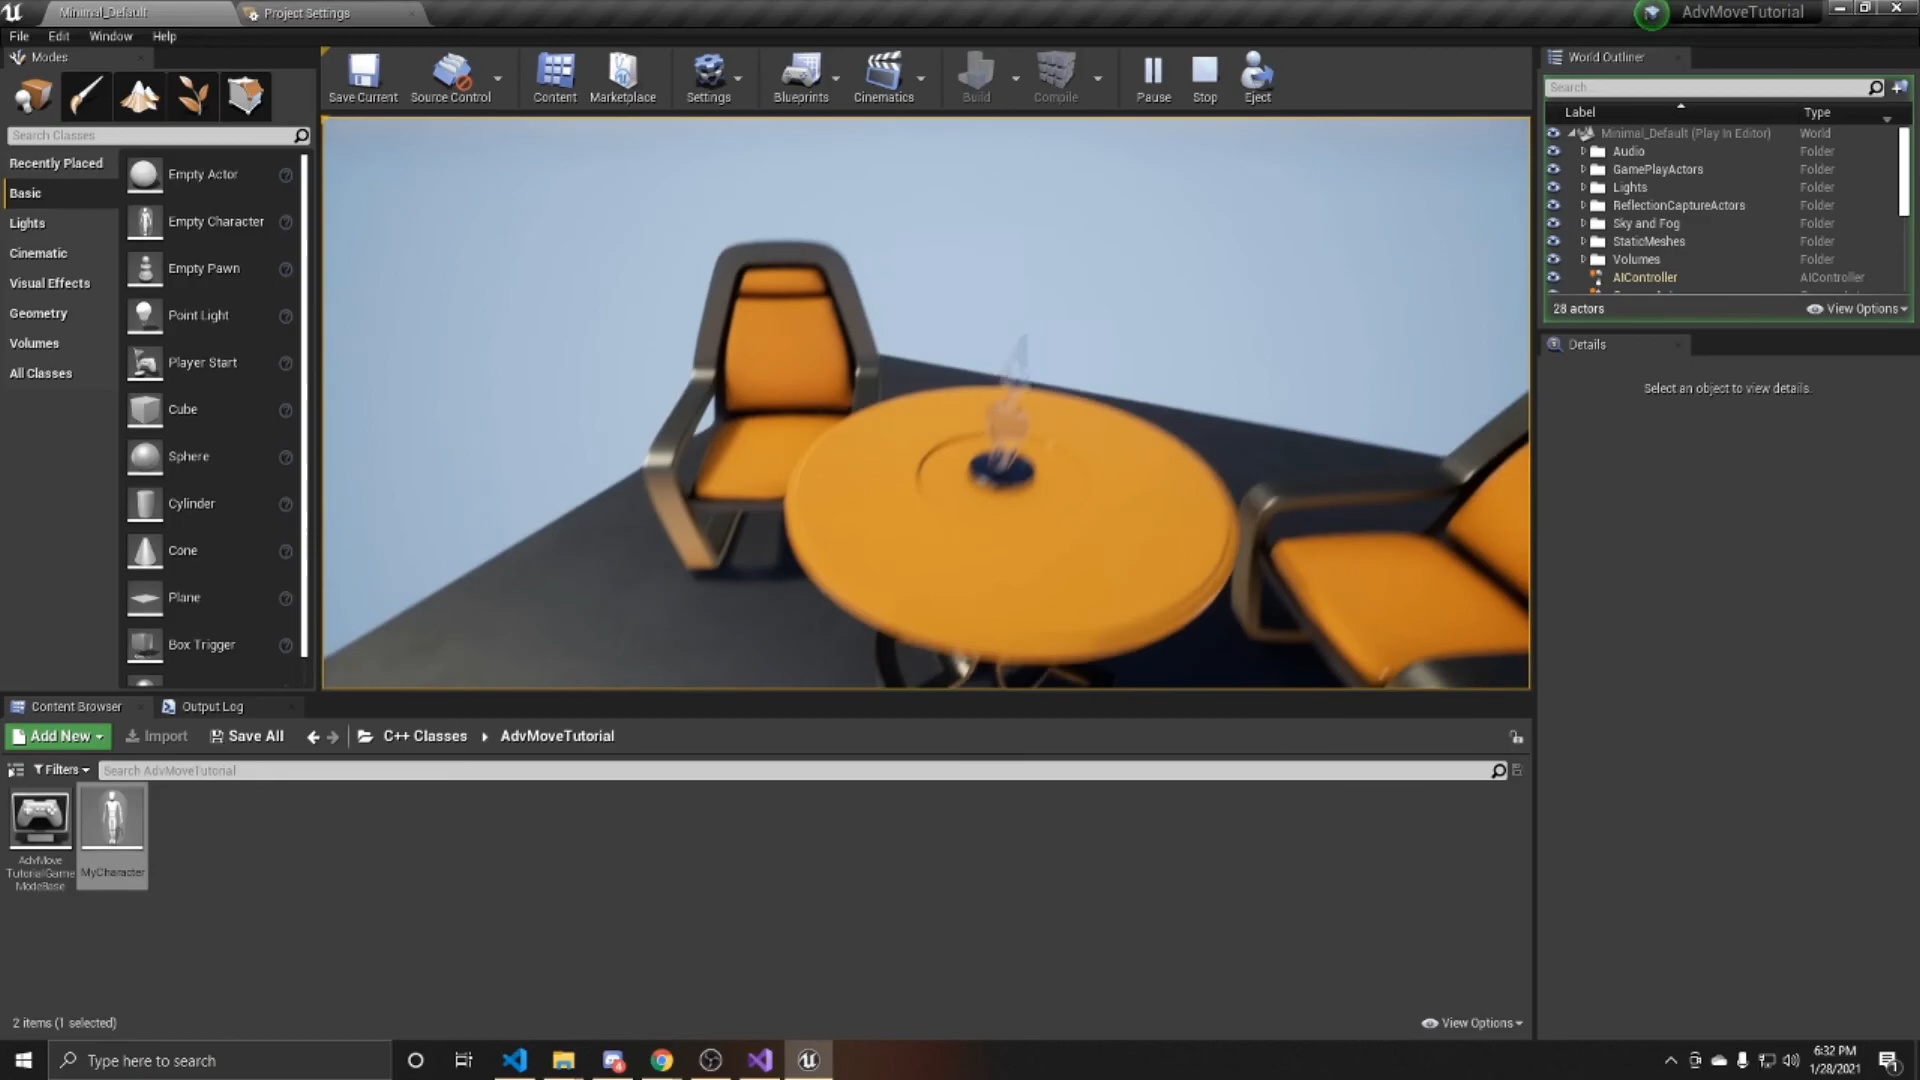 Minimal_Default
Project Settings
AdvMoveTutorial
File
Edit
Window
Help
Modes
Save Current
Source Control
Content
Marketplace
Settings
Blueprints
Cinematics
Build
Compile
Pause
Stop
Eject
World Outliner
Search...
Label
Type
Minimal_Default (Play In Editor)
World
Audio
Folder
GamePlayActors
Folder
Lights
Folder
ReflectionCaptureActors
Folder
Sky and Fog
Folder
StaticMeshes
Folder
Volumes
Folder
AIController
AIController
28 actors
View Options
Details
Select an object to view details.
Search Classes
Recently Placed
Basic
Lights
Cinematic
Visual Effects
Geometry
Volumes
All Classes
Empty Actor
Empty Character
Empty Pawn
Point Light
Player Start
Cube
Sphere
Cylinder
Cone
Plane
Box Trigger
Content Browser
Output Log
Add New
Import
Save All
C++ Classes
AdvMoveTutorial
Filters
Search AdvMoveTutorial
AdvMove
TutorialGame
ModeBase
MyCharacter
2 items (1 selected)
View Options
Type here to search
4
6:32 PM
1/28/2021
1